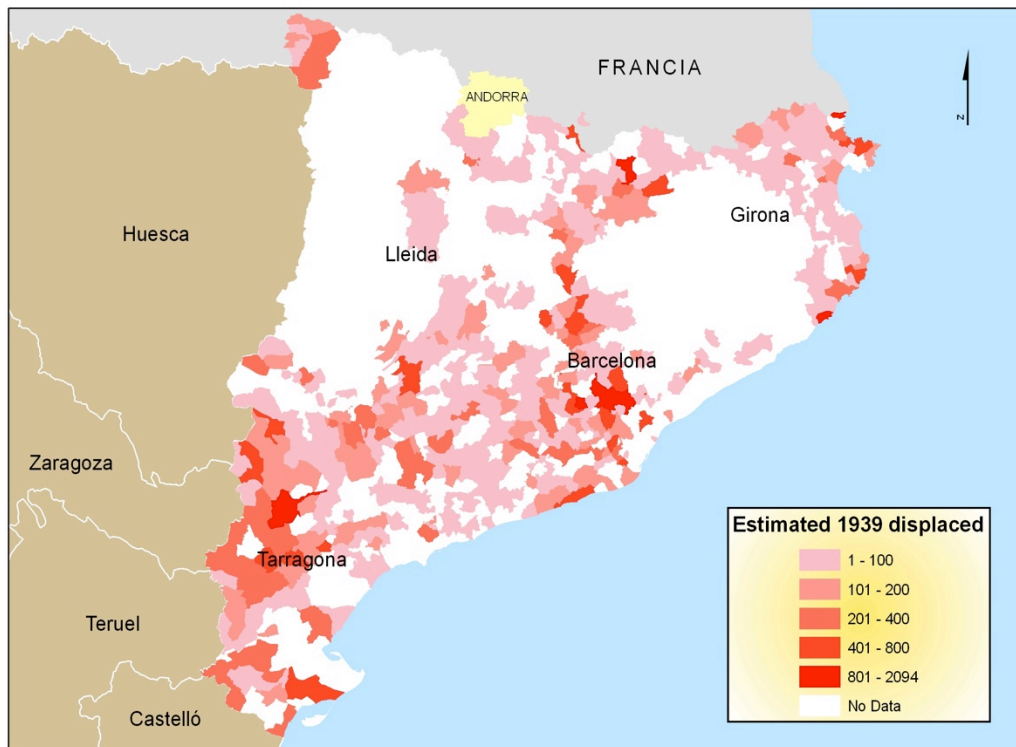 FRANCIA
ANDORRA
N
Girona
Huesca
Lleida
Barcelona
Zaragoza
Tarragona
Teruel
Castelló
Estimated 1939 displaced
1 - 100
101 - 200
201 - 400
401 - 800
801 - 2094
No Data